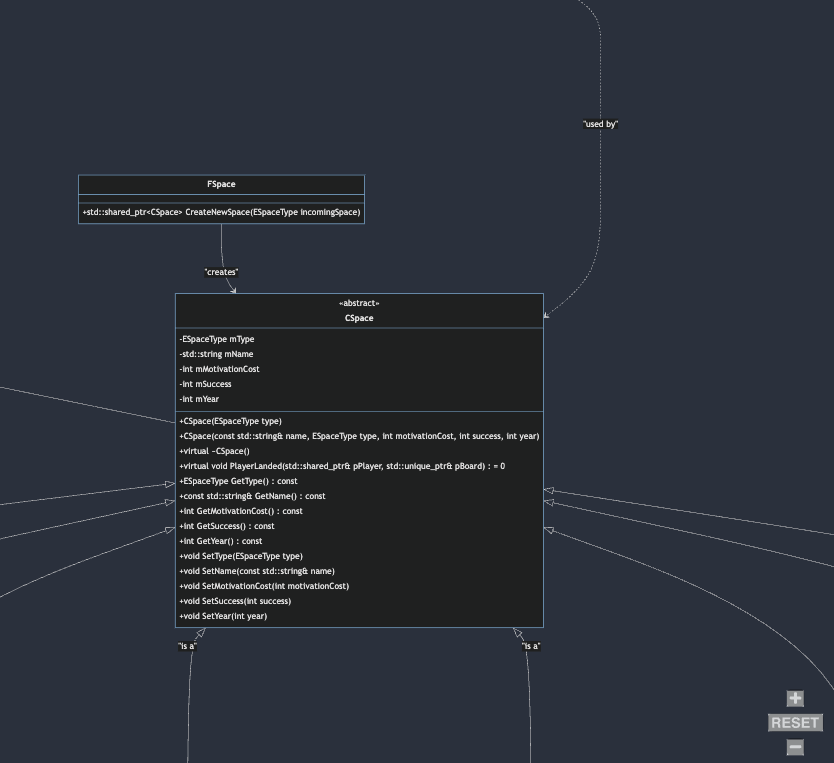 "used by"
FSpace
+std::shared_ptr<CSpace> CreateNewSpace(ESpaceType incomingSpace)
"creates"
«abstract»
CSpace
-ESpaceType mType
-std::string mName
-int mMotivationCost
-int mSuccess
-int mYear
+CSpace(ESpaceType type)
+CSpace(const std::string& name, ESpaceType type, int motivationCost, int success, int year)
+virtual ~CSpace()
+virtual void PlayerLanded(std::shared_ptr& pPlayer, std::unique_ptr& pBoard) : = 0
+ESpaceType GetType() : const
+const std::string& GetName() : const
+int GetMotivationCost() : const
+int GetSuccess() : const
+int GetYear() : const
+void SetType(ESpaceType type)
+void SetName(const std::string& name)
+void SetMotivationCost(int motivationCost)
+void SetSuccess(int success)
+void SetYear(int year)
"is a"
"is a"
+
RESET
−